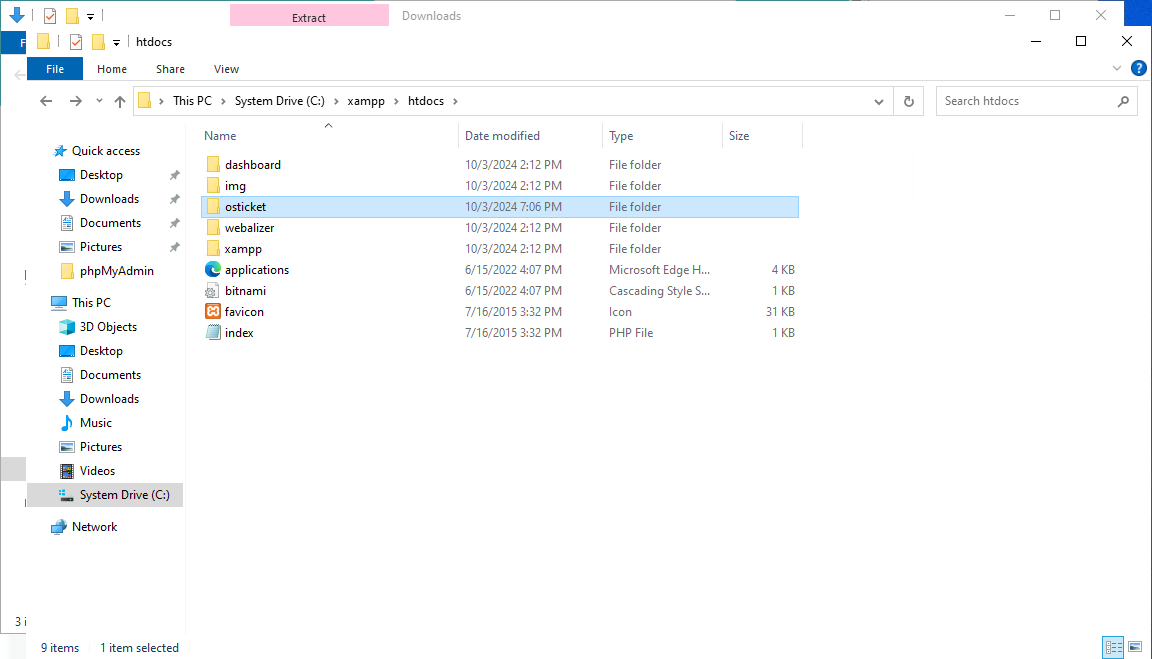 Extract
Downloads
F
htdocs
File Home Share View
?
This PC > System Drive (C:) > xampp > htdocs >
Search htdocs
Name Date modified Type Size
Quick access
Desktop
Downloads
Documents
Pictures
phpMyAdmin
This PC
3D Objects
Desktop
Documents
Downloads
Music
Pictures
Videos
System Drive (C:)
Network
dashboard 10/3/2024 2:12 PM File folder
img 10/3/2024 2:12 PM File folder
osticket 10/3/2024 7:06 PM File folder
webalizer 10/3/2024 2:12 PM File folder
xampp 10/3/2024 2:12 PM File folder
applications 6/15/2022 4:07 PM Microsoft Edge H... 4 KB
bitnami 6/15/2022 4:07 PM Cascading Style S... 1 KB
favicon 7/16/2015 3:32 PM Icon 31 KB
index 7/16/2015 3:32 PM PHP File 1 KB
3 i
9 items 1 item selected